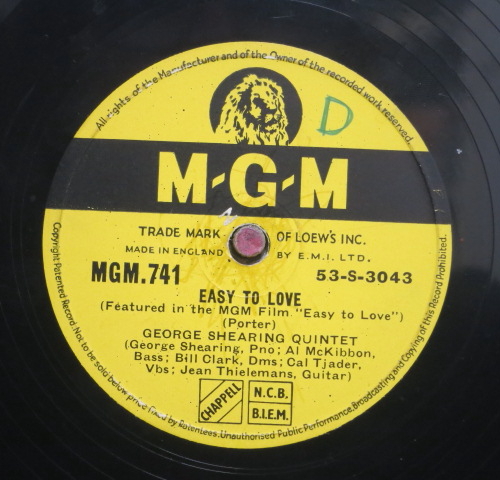 All rights of the Manufacturer and of the Owner of the recorded work reserved.
D
M-G-M
TRADE MARK OF LOEW'S INC.
MADE IN ENGLAND BY E.M.I. LTD.
MGM.741 53-S-3043
EASY TO LOVE
(Featured in the MGM Film "Easy to Love")
(Porter)
GEORGE SHEARING QUINTET
(George Shearing, Pno; Al McKibbon,
Bass; Bill Clark, Dms; Cal Tjader,
Vbs; Jean Thielemans, Guitar)
CHAPPELL
N.C.B.
B.I.E.M.
Copyright Patented Record Not to be sold below price fixed by Patentees. Unauthorised Public Performance, Broadcasting and Copying of this Record Prohibited.